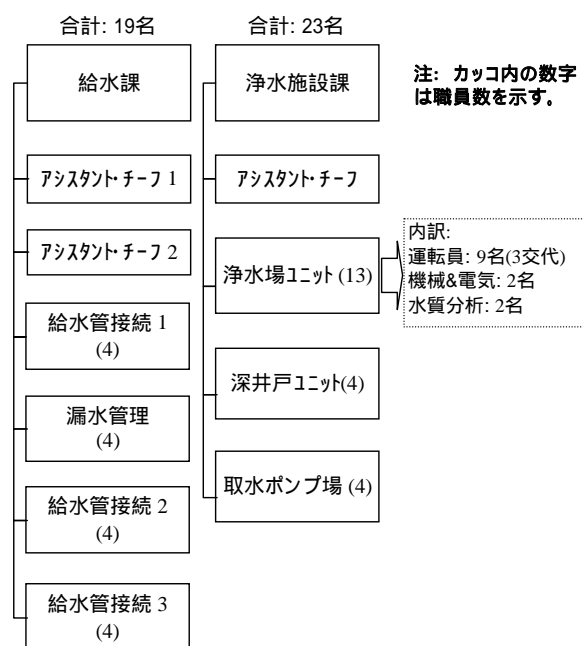 合計: 19名
給水課
アシスタント・チーフ 1
アシスタント・チーフ 2
給水管接続 1
(4)
漏水管理
(4)
給水管接続 2
(4)
給水管接続 3
(4)
合計: 23名
浄水施設課
アシスタント・チーフ
浄水場ユニット (13)
深井戸ユニット(4)
取水ポンプ場 (4)
注: カッコ内の数字
は職員数を示す。
内訳:
運転員: 9名(3交代)
機械&電気: 2名
水質分析: 2名